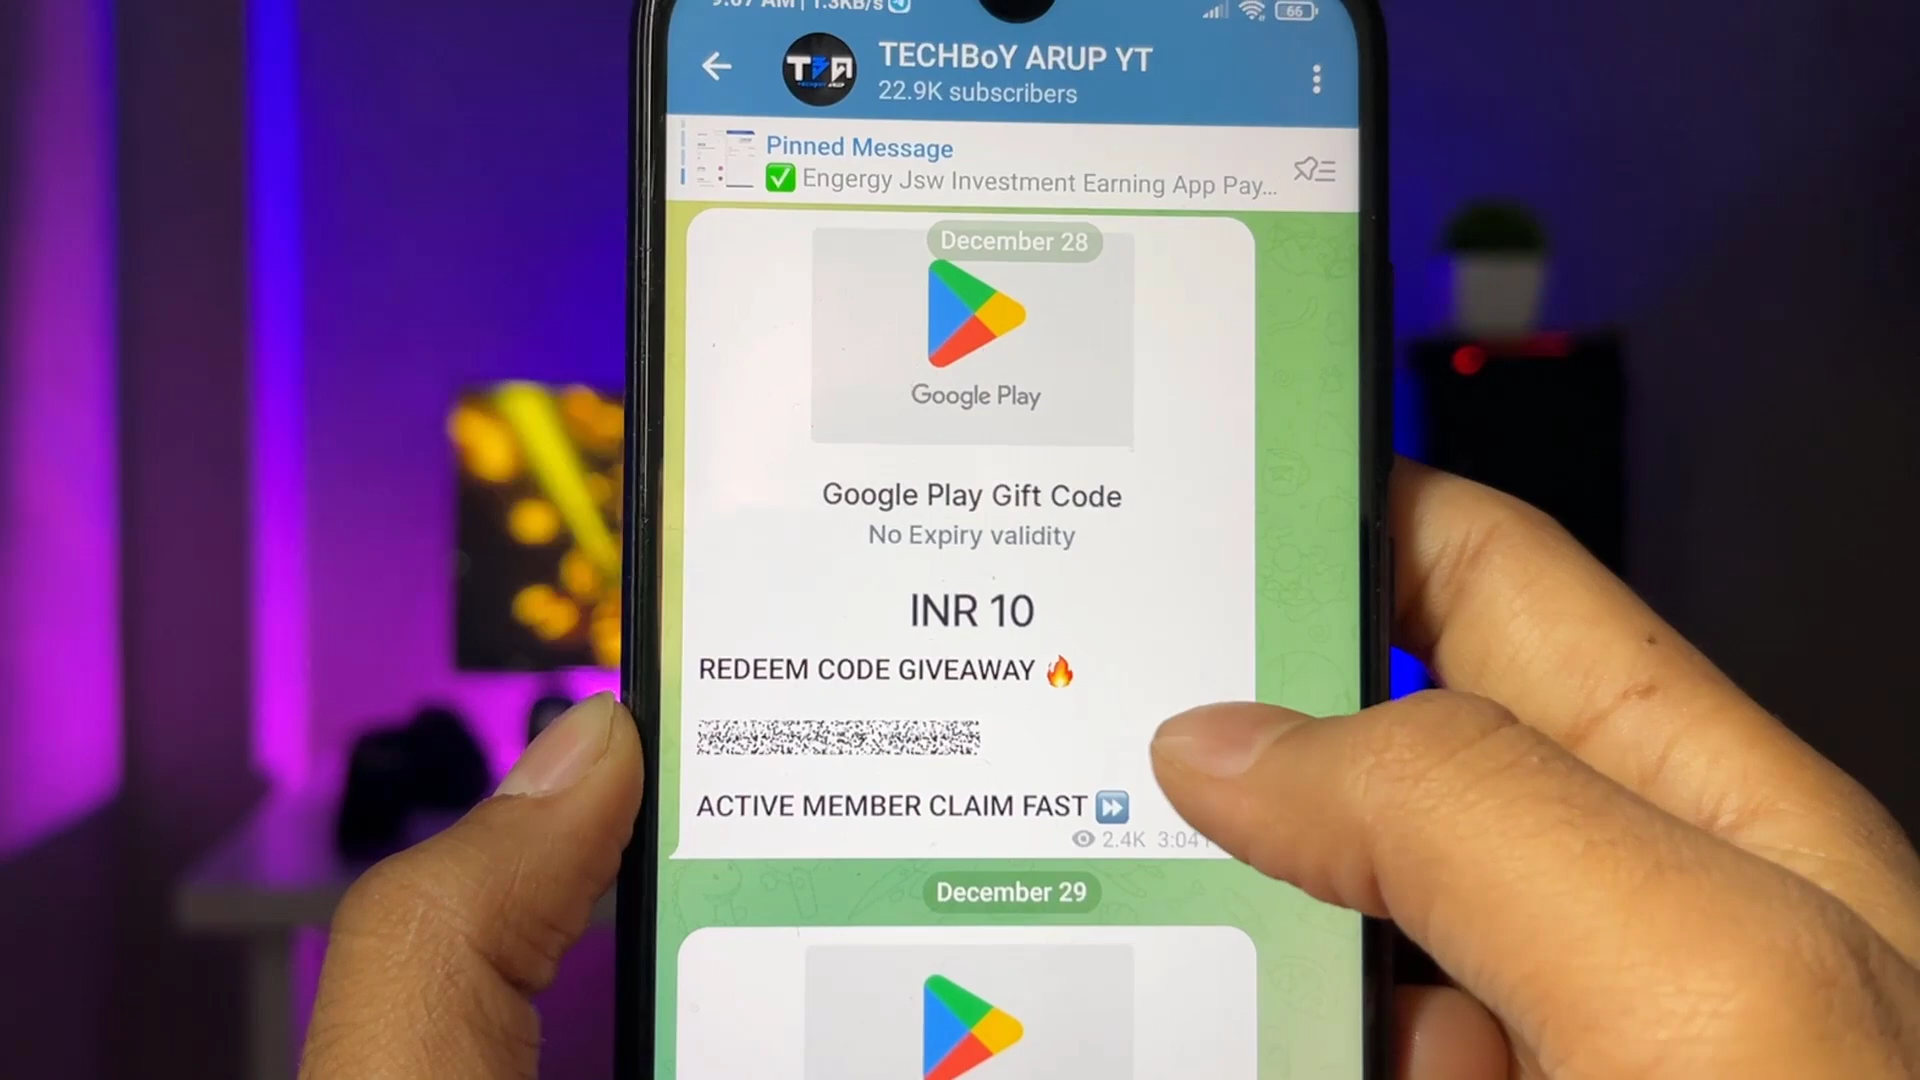 TECHBoY ARUP YT
22.9K subscribers
66
Pinned Message
✅ Engergy Jsw Investment Earning App Pay...
December 28
Google Play
Google Play Gift Code
No Expiry validity
INR 10
REDEEM CODE GIVEAWAY 🔥
ACTIVE MEMBER CLAIM FAST ⏩
2.4K 3:04
December 29